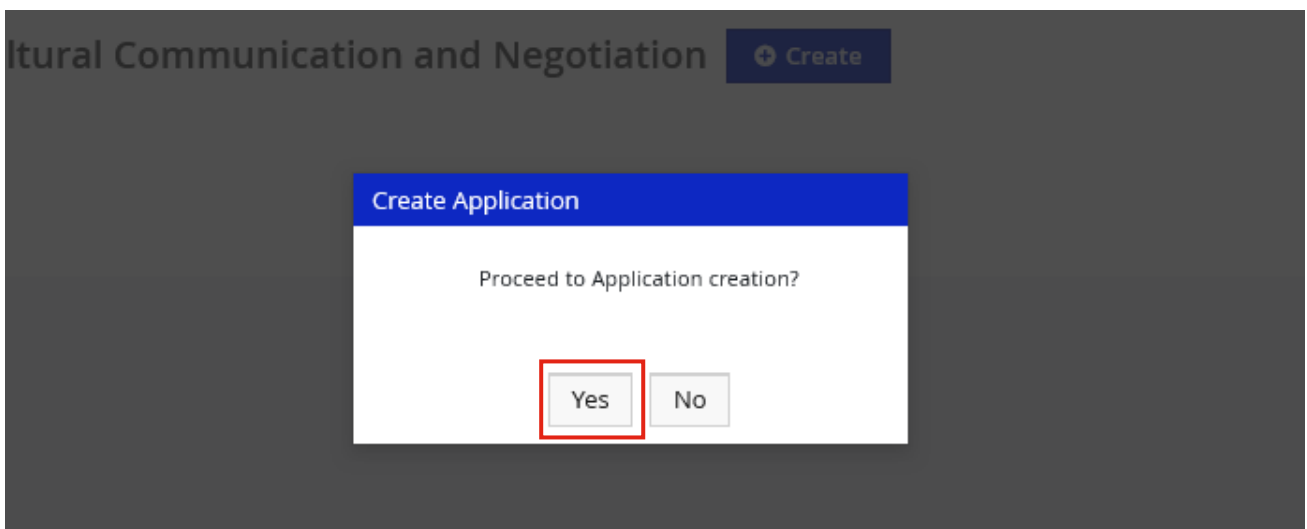 ltural Communication and Negotiation Create
Create Application
Proceed to Application creation?
Yes No